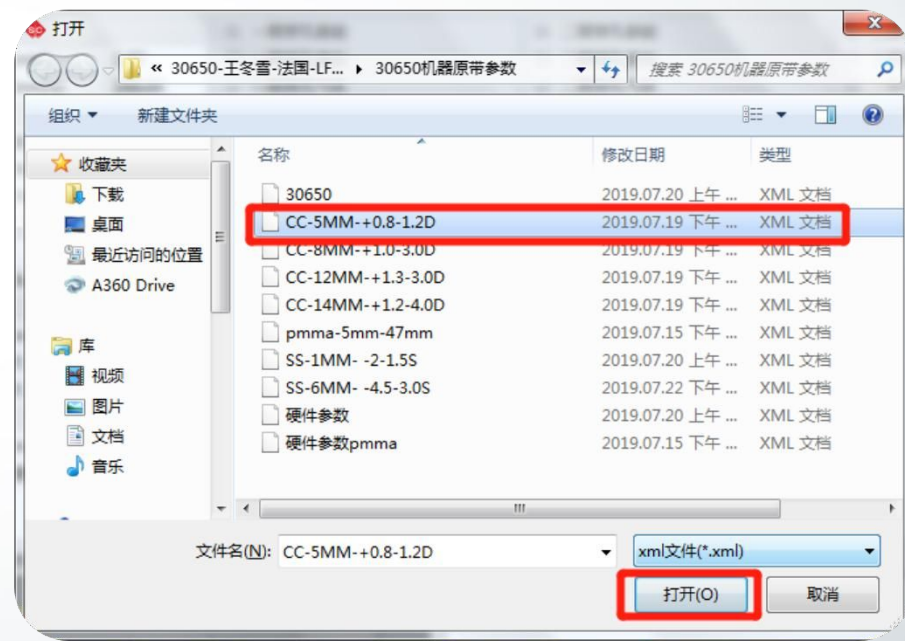 打开
« 30650-王冬雪-法国-LF... 30650机器原带参数 搜索 30650机器原带参数
组织 新建文件夹
收藏夹
下载
桌面
最近访问的位置
A360 Drive
库
视频
图片
文档
音乐
名称 修改日期 类型
30650 2019.07.20 上午 ... XML 文档
CC-5MM-+0.8-1.2D 2019.07.19 下午 ... XML 文档
CC-8MM-+1.0-3.0D 2019.07.19 下午 ... XML 文档
CC-12MM-+1.3-3.0D 2019.07.19 下午 ... XML 文档
CC-14MM-+1.2-4.0D 2019.07.19 下午 ... XML 文档
pmma-5mm-47mm 2019.07.15 下午 ... XML 文档
SS-1MM- -2-1.5S 2019.07.20 上午 ... XML 文档
SS-6MM- -4.5-3.0S 2019.07.22 下午 ... XML 文档
硬件参数 2019.07.20 上午 ... XML 文档
硬件参数pmma 2019.07.15 下午 ... XML 文档
文件名(N): CC-5MM-+0.8-1.2D xml文件(*.xml)
打开(O) 取消